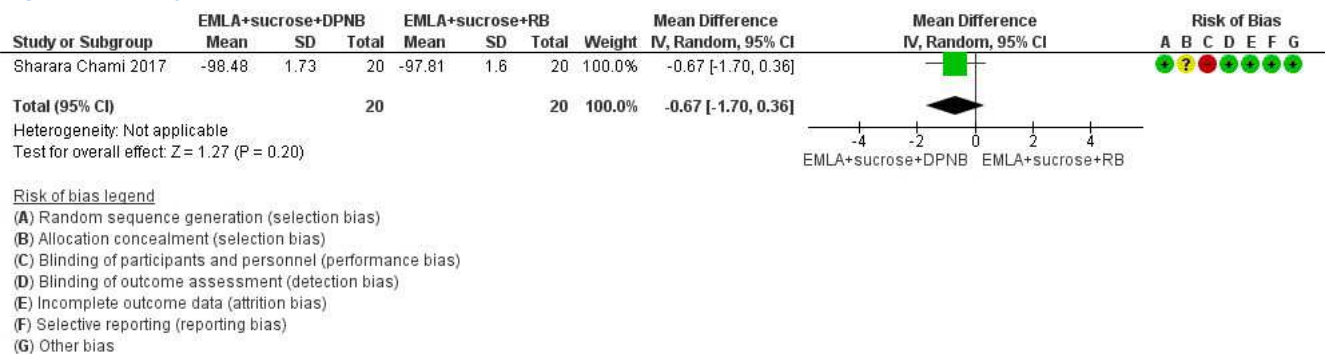 EMLA+sucrose+DPNB EMLA+sucrose+RB Mean Difference Mean Difference Risk of Bias
Study or Subgroup Mean SD Total Mean SD Total Weight IV, Random, 95% CI IV, Random, 95% CI A B C D E F G
Sharara Chami 2017 -98.48 1.73 20 -97.81 1.6 20 100.0% -0.67 [-1.70, 0.36] + ? - + + + +
Total (95% CI) 20 20 100.0% -0.67 [-1.70, 0.36]
Heterogeneity: Not applicable
Test for overall effect: Z = 1.27 (P = 0.20)
-4 -2 0 2 4
EMLA+sucrose+DPNB EMLA+sucrose+RB
Risk of bias legend
(A) Random sequence generation (selection bias)
(B) Allocation concealment (selection bias)
(C) Blinding of participants and personnel (performance bias)
(D) Blinding of outcome assessment (detection bias)
(E) Incomplete outcome data (attrition bias)
(F) Selective reporting (reporting bias)
(G) Other bias